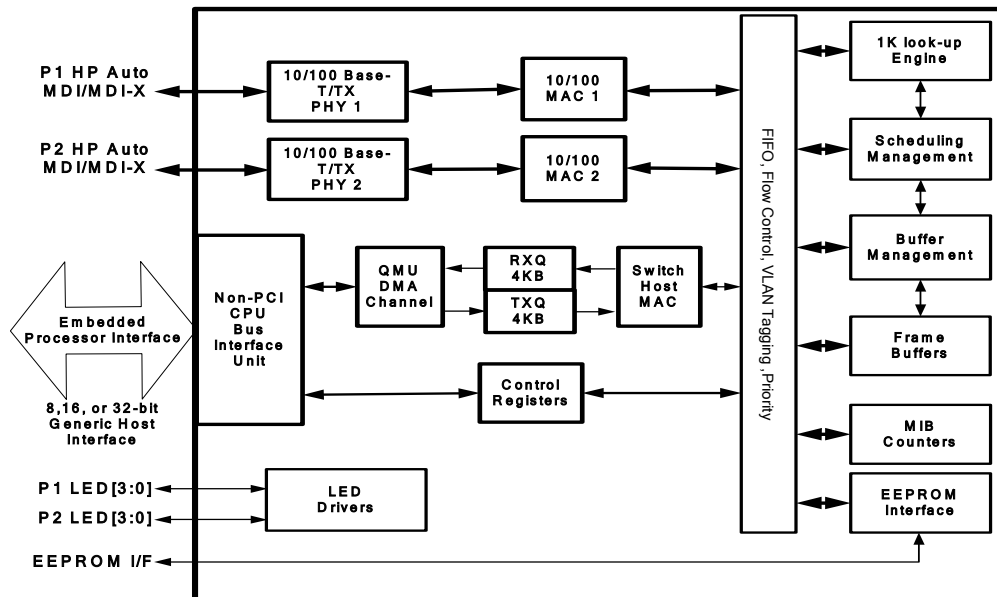 P1 HP Auto
MDI/MDI-X
10/100 Base-
T/TX
PHY 1
10/100
MAC 1
1K look-up
Engine
P2 HP Auto
MDI/MDI-X
10/100 Base-
T/TX
PHY 2
10/100
MAC 2
Scheduling
Management
FIFO, Flow Control, VLAN Tagging ,Priority
Embedded
Processor Interface
8,16, or 32-bit
Generic Host
Interface
Non-PCI
CPU
Bus
Interface
Unit
QMU
DMA
Channel
RXQ
4KB
TXQ
4KB
Switch
Host
MAC
Buffer
Management
Control
Registers
Frame
Buffers
MIB
Counters
P1 LED[3:0]
P2 LED[3:0]
LED
Drivers
EEPROM
Interface
EEPROM I/F